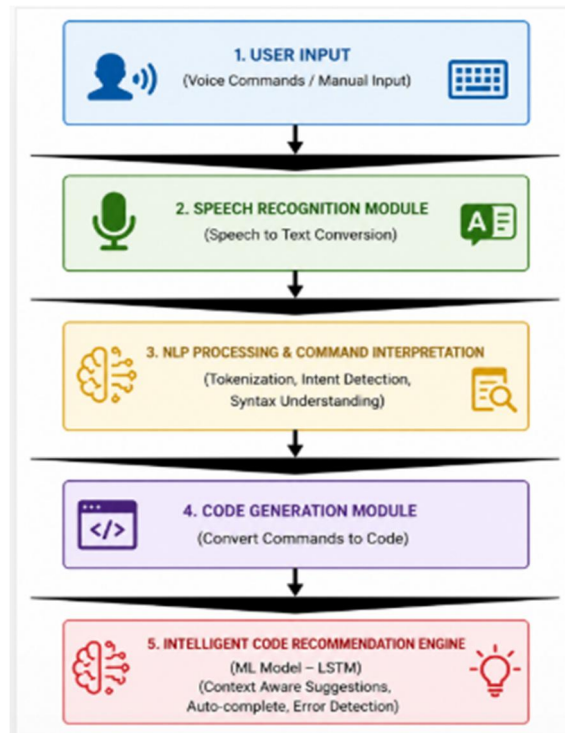 1. USER INPUT
(Voice Commands / Manual Input)
2. SPEECH RECOGNITION MODULE
(Speech to Text Conversion)
A
3. NLP PROCESSING & COMMAND INTERPRETATION
(Tokenization, Intent Detection,
Syntax Understanding)
4. CODE GENERATION MODULE
</>
(Convert Commands to Code)
5. INTELLIGENT CODE RECOMMENDATION ENGINE
(ML Model – LSTM)
(Context Aware Suggestions,
Auto-complete, Error Detection)